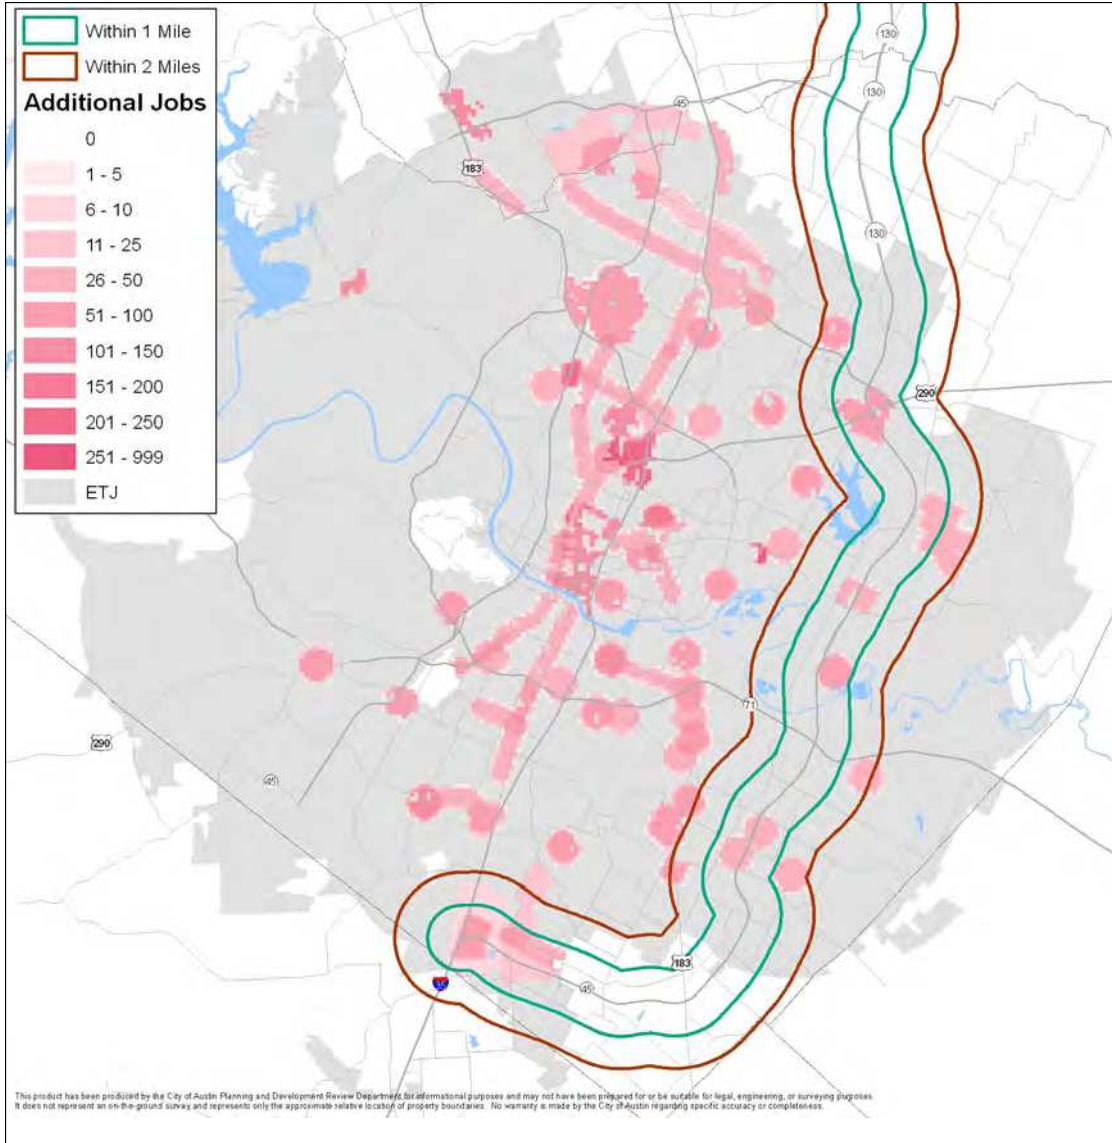 Within 1 Mile
Within 2 Miles
Additional Jobs
0
1 - 5
6 - 10
11 - 25
26 - 50
51 - 100
101 - 150
151 - 200
201 - 250
251 - 999
ETJ
130
130
45
183
130
290
71
290
45
183
35
45
This product has been produced by the City of Austin Planning and Development Review Department for informational purposes and may not have been prepared for or be suitable for legal, engineering, or surveying purposes.
It does not represent an on-the-ground survey and represents only the approximate relative location of property boundaries. No warranty is made by the City of Austin regarding specific accuracy or completeness.